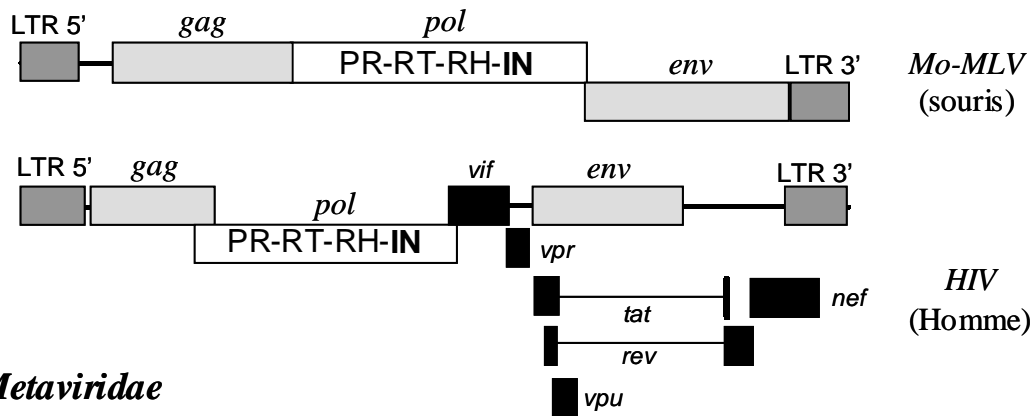 LTR 5’ gag pol
PR-RT-RH-IN env LTR 3’ Mo-MLV
(souris)
LTR 5’ gag vif env LTR 3’
pol
PR-RT-RH-IN vpr
HIV
tat nef
(Homme)
rev
vpu